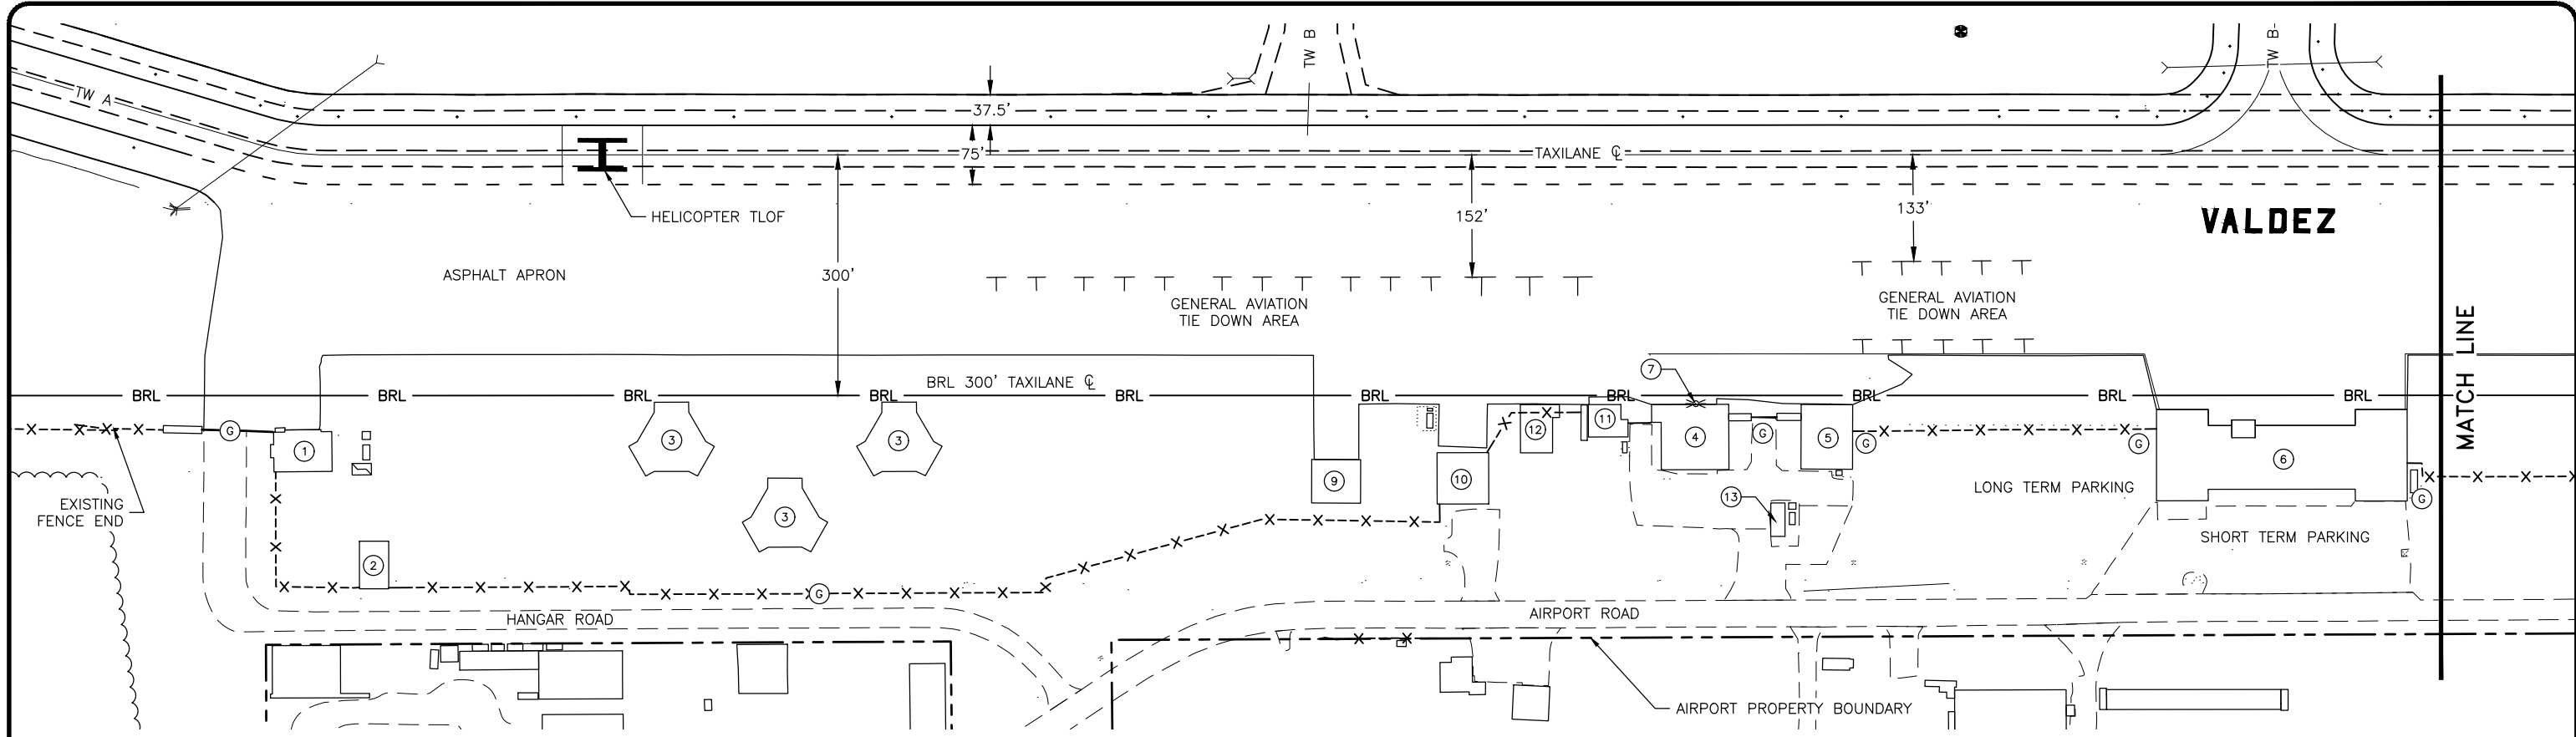 TW B
TW B
TW A
37.5'
75'
TAXILANE ℄
HELICOPTER TLOF
152'
133'
VALDEZ
ASPHALT APRON
300'
GENERAL AVIATION
TIE DOWN AREA
GENERAL AVIATION
TIE DOWN AREA
MATCH LINE
BRL 300' TAXILANE ℄
7
BRL
BRL
BRL
BRL
BRL
BRL
BRL
BRL
BRL
BRL
G
1
3
3
12
11
4
G
5
G
G
6
9
10
LONG TERM PARKING
13
G
EXISTING
FENCE END
3
SHORT TERM PARKING
2
G
HANGAR ROAD
AIRPORT ROAD
AIRPORT PROPERTY BOUNDARY